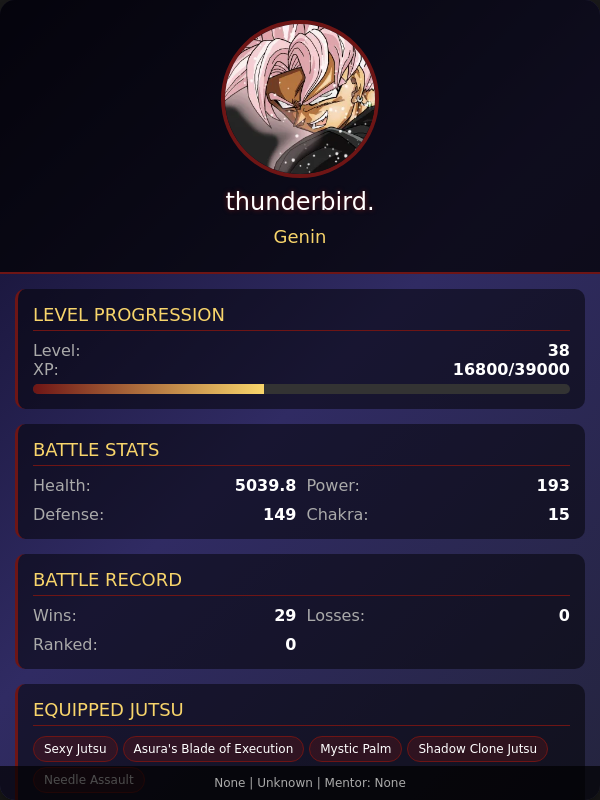 thunderbird.
Genin
LEVEL PROGRESSION
Level: 38
XP: 16800/39000
BATTLE STATS
Health: 5039.8 Power: 193
Defense: 149 Chakra: 15
BATTLE RECORD
Wins: 29 Losses: 0
Ranked: 0
EQUIPPED JUTSU
Sexy Jutsu Asura's Blade of Execution Mystic Palm Shadow Clone Jutsu
Needle Assault
None | Unknown | Mentor: None